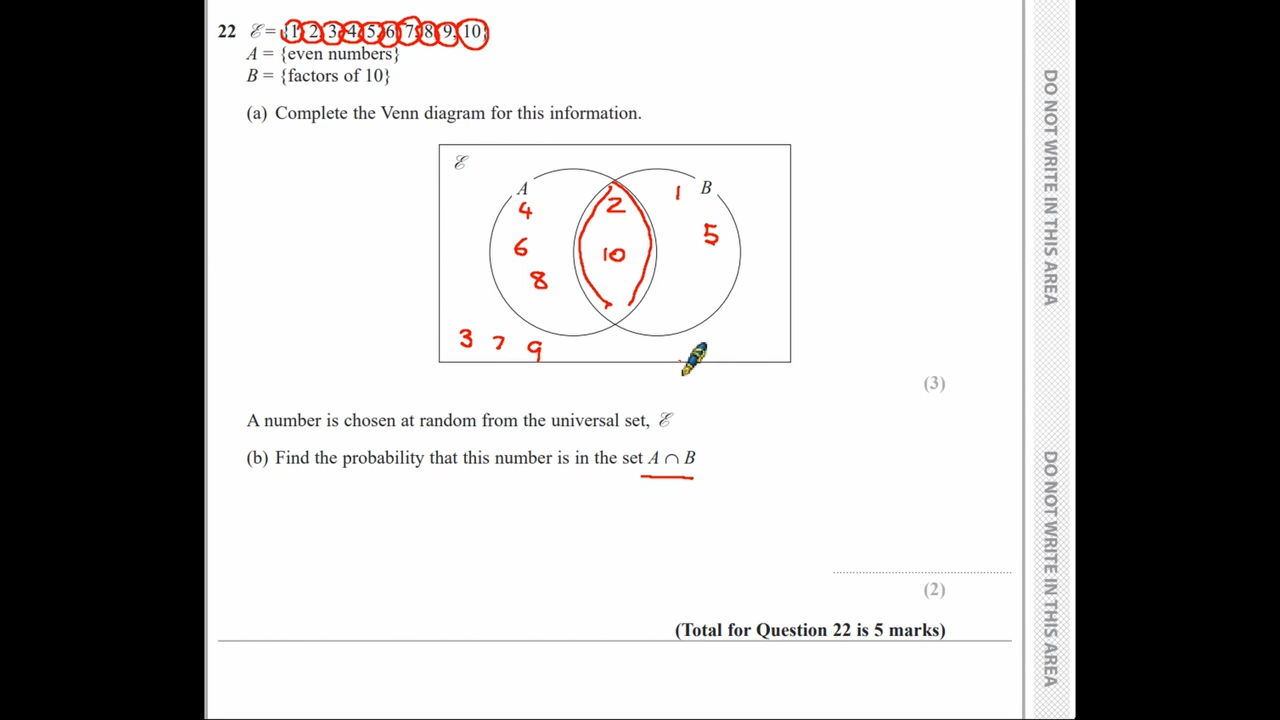 22 ℰ = {1, 2, 3, 4, 5, 6, 7, 8, 9, 10}
A = {even numbers}
B = {factors of 10}
(a) Complete the Venn diagram for this information.
ℰ
A
B
4
6
8
2
10
1
5
3 7 9
(3)
A number is chosen at random from the universal set, ℰ
(b) Find the probability that this number is in the set A ∩ B
(2)
(Total for Question 22 is 5 marks)
DO NOT WRITE IN THIS AREA
DO NOT WRITE IN THIS AREA